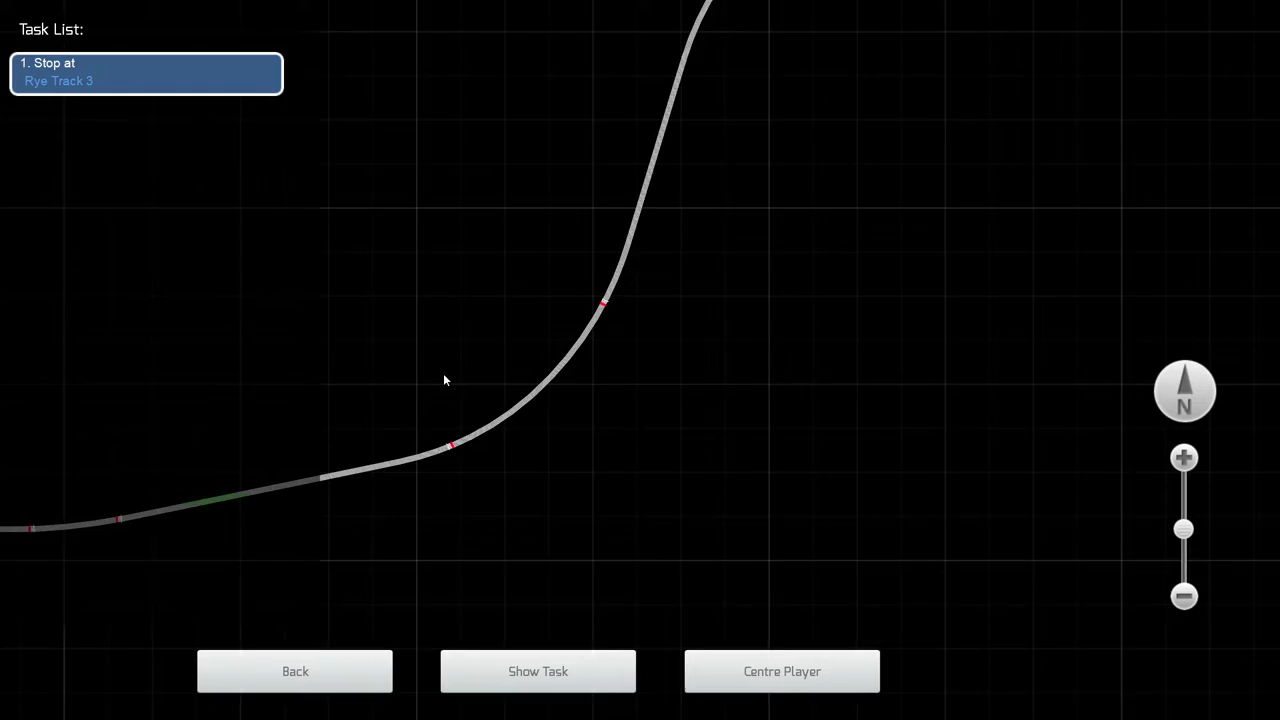 Task List:
1. Stop at
Rye Track 3
N
Back
Show Task
Centre Player